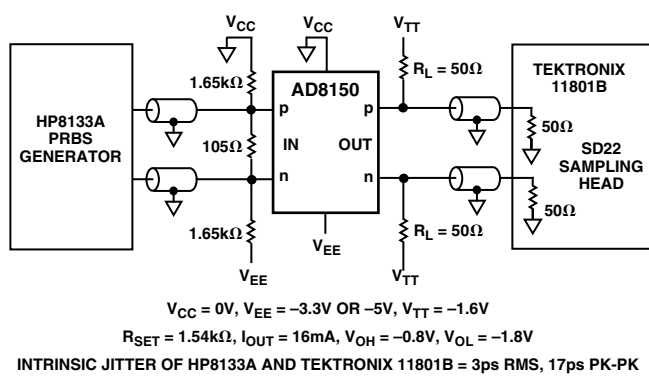 V_CC
V_CC
V_TT
1.65kΩ
R_L = 50Ω
TEKTRONIX
11801B
AD8150
HP8133A
PRBS
GENERATOR
p
p
105Ω
IN
OUT
50Ω
SD22
SAMPLING
HEAD
n
n
1.65kΩ
V_EE
R_L = 50Ω
50Ω
V_EE
V_TT
V_CC = 0V, V_EE = –3.3V OR –5V, V_TT = –1.6V
R_SET = 1.54kΩ, I_OUT = 16mA, V_OH = –0.8V, V_OL = –1.8V
INTRINSIC JITTER OF HP8133A AND TEKTRONIX 11801B = 3ps RMS, 17ps PK-PK